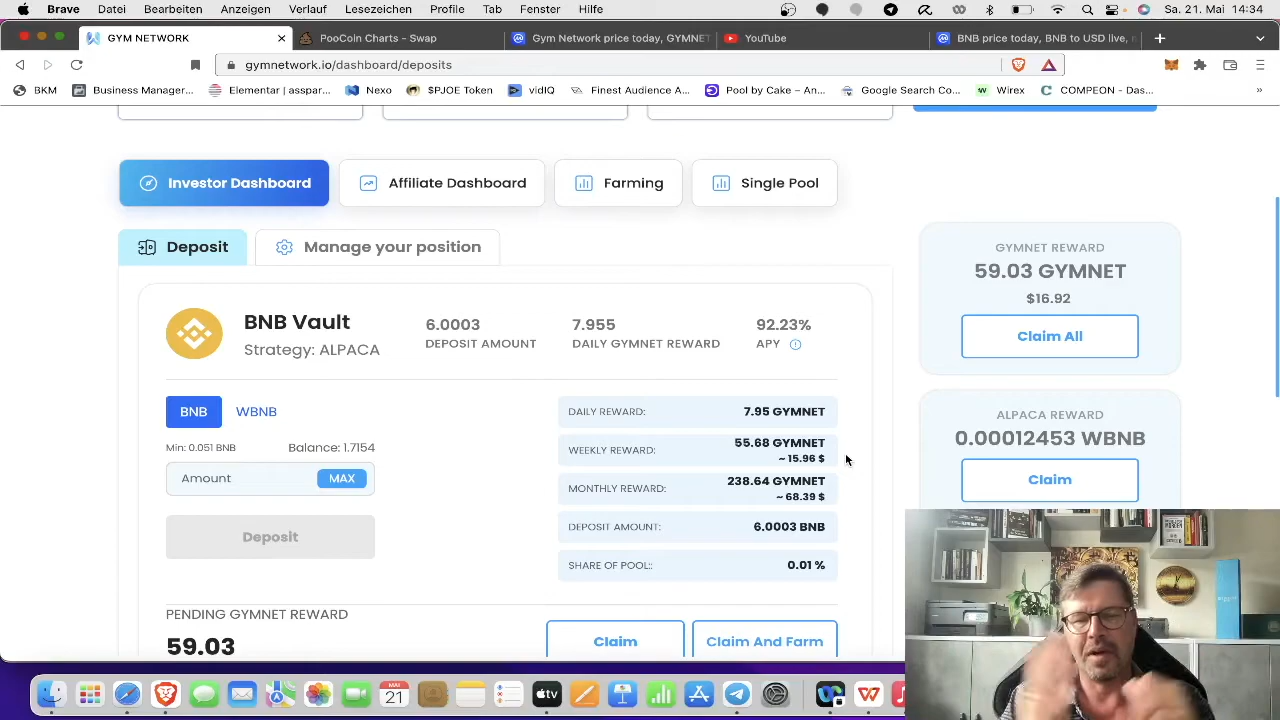 Brave Datei Bearbeiten Anzeigen Verlauf Lesezeichen Profile Tab Fenster Hilfe Sa. 21. Mai 14:34
GYM NETWORK PooCoin Charts - Swap Gym Network price today, GYMNET YouTube BNB price today, BNB to USD live,
gymnetwork.io/dashboard/deposits
BKM Business Manager... Elementar | asspar... Nexo $PJOE Token vidIQ Finest Audience A... Pool by Cake – An... Google Search Co... Wirex COMPEON - Das... »
Investor Dashboard Affiliate Dashboard Farming Single Pool
Deposit Manage your position
GYMNET REWARD
59.03 GYMNET
$16.92
Claim All
BNB Vault
Strategy: ALPACA
6.0003
DEPOSIT AMOUNT
7.955
DAILY GYMNET REWARD
92.23%
APY
BNB WBNB
Min: 0.051 BNB Balance: 1.7154
Amount MAX
Deposit
DAILY REWARD: 7.95 GYMNET
WEEKLY REWARD: 55.68 GYMNET
~ 15.96 $
MONTHLY REWARD: 238.64 GYMNET
~ 68.39 $
DEPOSIT AMOUNT: 6.0003 BNB
SHARE OF POOL:: 0.01 %
ALPACA REWARD
0.00012453 WBNB
Claim
PENDING GYMNET REWARD
59.03
Claim Claim And Farm
MAI
21
tv